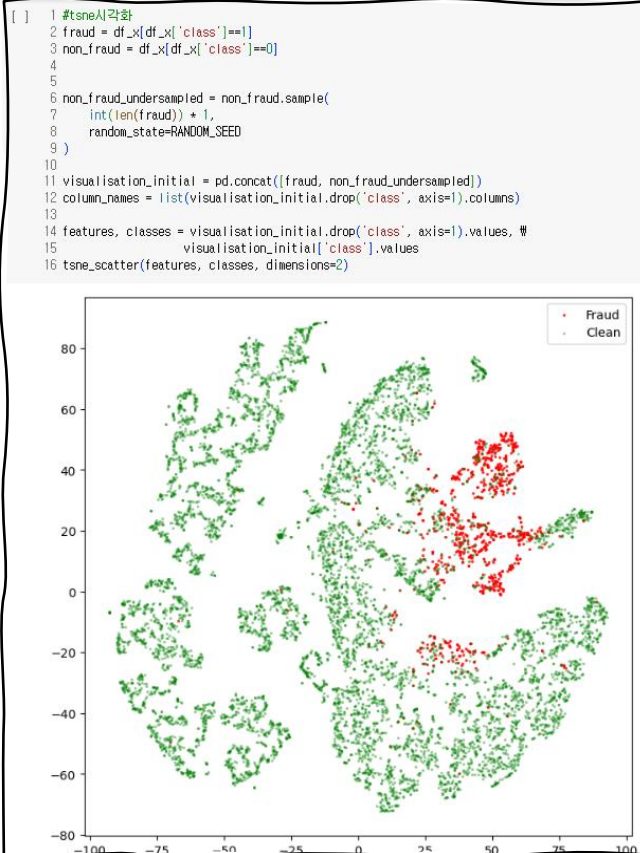 [ ] 1 #tsne시각화
2 fraud = df_x[df_x['class']==1]
3 non_fraud = df_x[df_x['class']==0]
4
5
6 non_fraud_undersampled = non_fraud.sample(
7 int(len(fraud)) * 1,
8 random_state=RANDOM_SEED
9 )
10
11 visualisation_initial = pd.concat([fraud, non_fraud_undersampled])
12 column_names = list(visualisation_initial.drop('class', axis=1).columns)
13
14 features, classes = visualisation_initial.drop('class', axis=1).values, ₩
15 visualisation_initial['class'].values
16 tsne_scatter(features, classes, dimensions=2)
Fraud
Clean
80
60
40
20
0
−20
−40
−60
−80
−100 −75 −50 −25 0 25 50 75 100